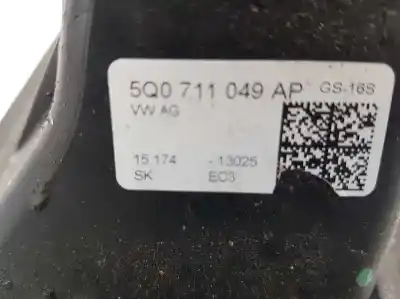 5Q0 711 049 AP GS-16S
VW AG
15 174 - 13025
SK EC3